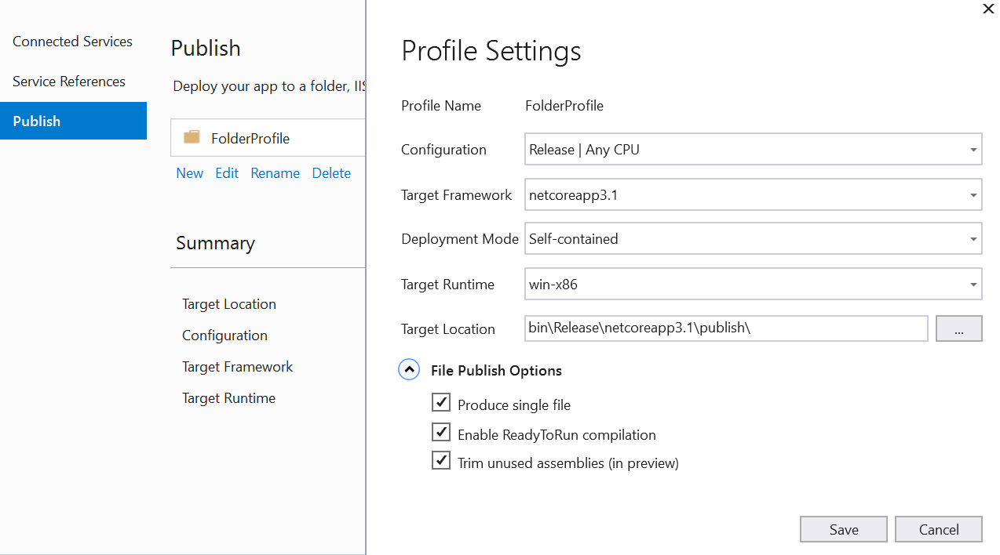 Connected Services
Service References
Publish
Publish
Deploy your app to a folder, IIS
FolderProfile
New Edit Rename Delete
Summary
Target Location
Configuration
Target Framework
Target Runtime
Profile Settings
Profile Name FolderProfile
Configuration Release | Any CPU
Target Framework netcoreapp3.1
Deployment Mode Self-contained
Target Runtime win-x86
Target Location bin\Release\netcoreapp3.1\publish\ ...
File Publish Options
Produce single file
Enable ReadyToRun compilation
Trim unused assemblies (in preview)
Save Cancel